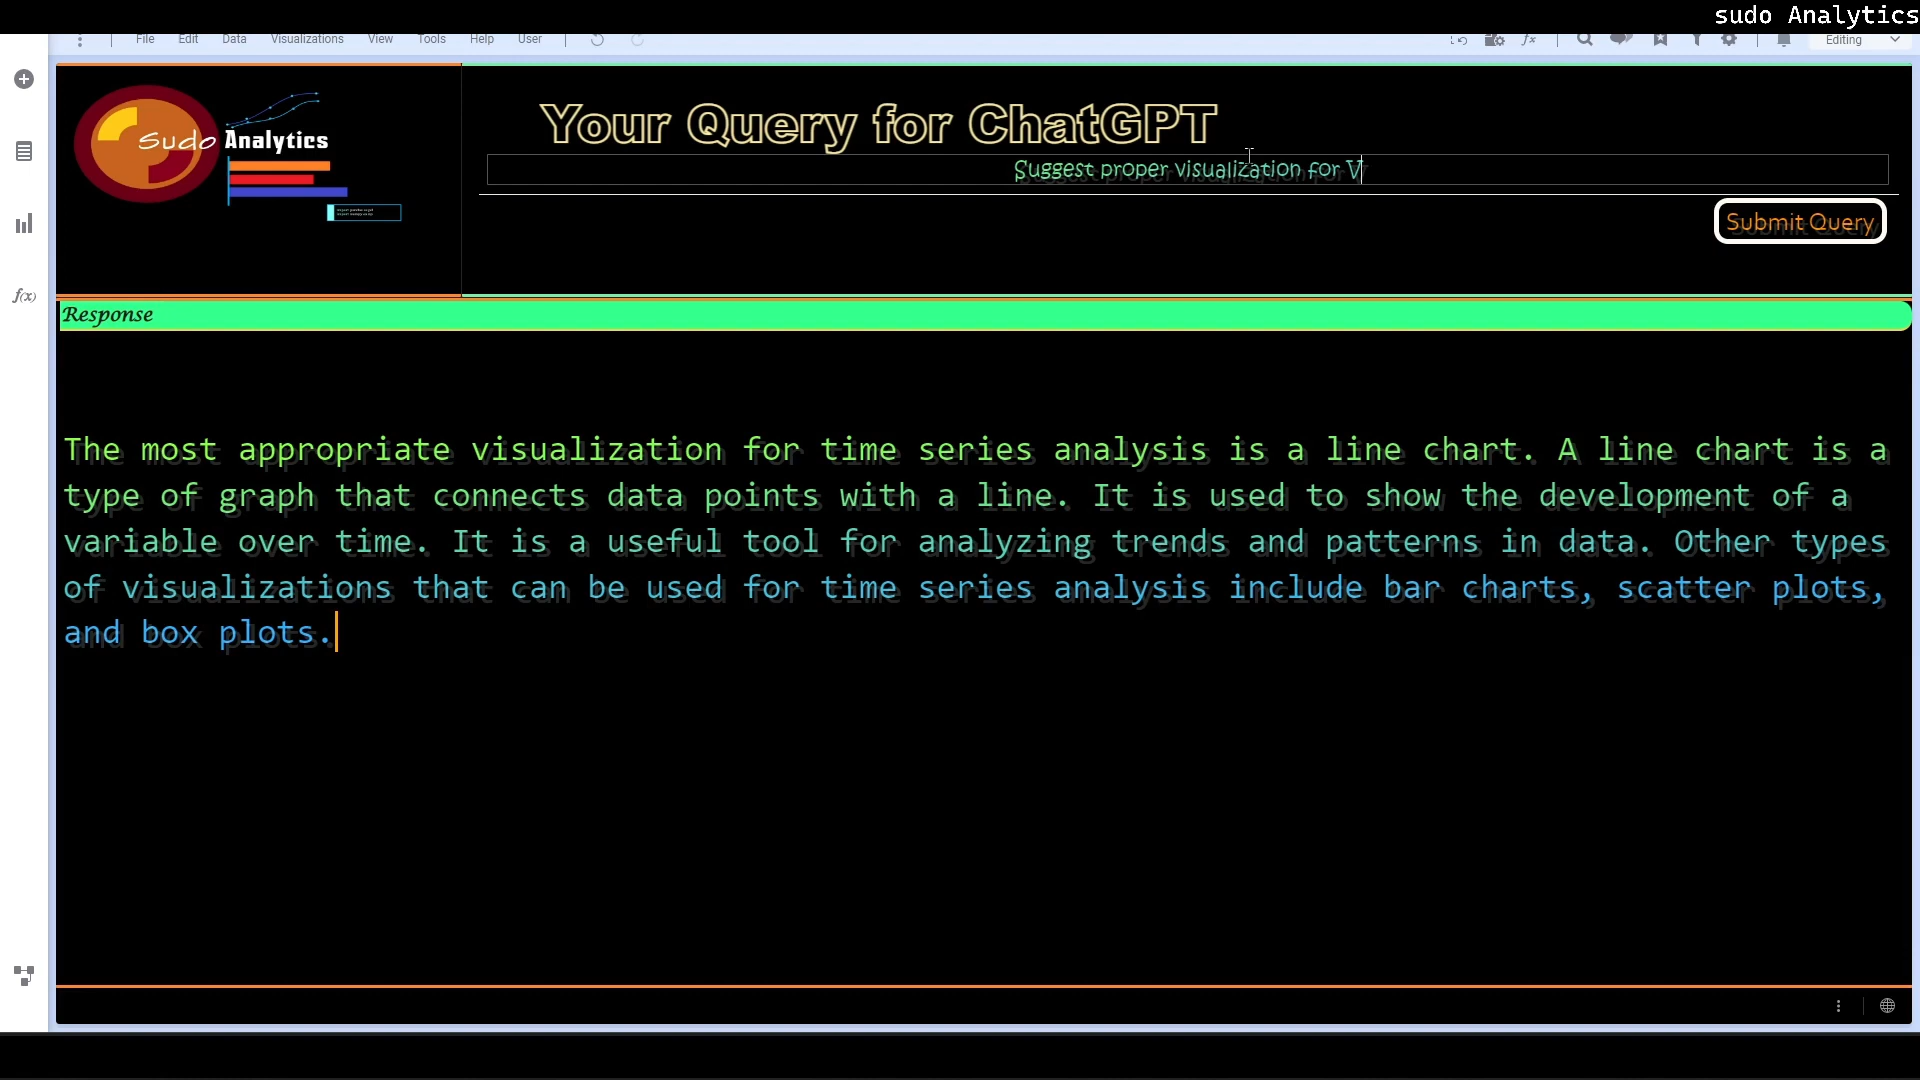 sudo Analytics
File Edit Data Visualizations View Tools Help User
Editing
Sudo Analytics
Your Query for ChatGPT
Suggest proper visualization for V
Submit Query
f(x)
Response
The most appropriate visualization for time series analysis is a line chart. A line chart is a
type of graph that connects data points with a line. It is used to show the development of a
variable over time. It is a useful tool for analyzing trends and patterns in data. Other types
of visualizations that can be used for time series analysis include bar charts, scatter plots,
and box plots.